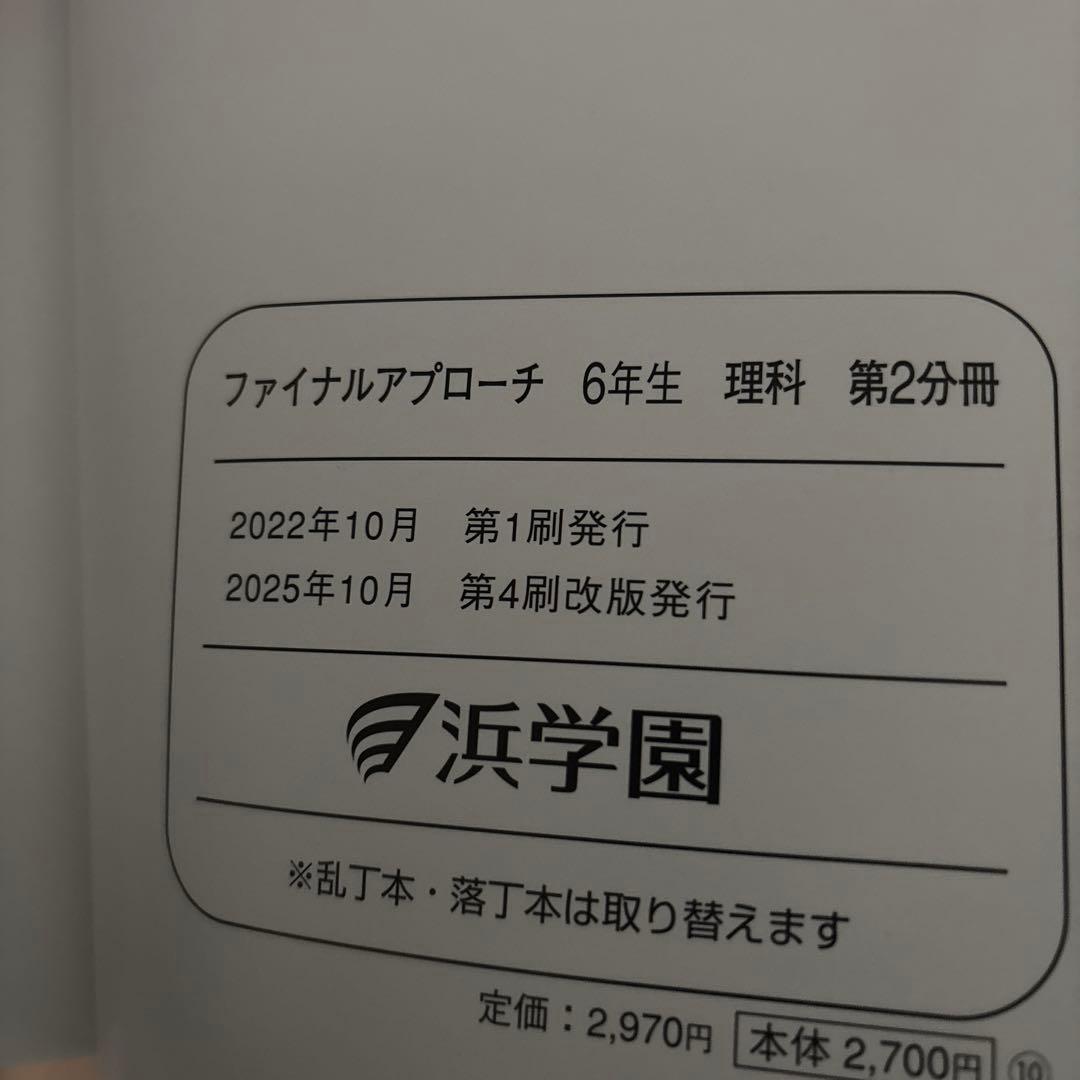 ファイナルアプローチ　6年生　理科　第2分冊
2022年10月　第1刷発行
2025年10月　第4刷改版発行
浜学園
※乱丁本・落丁本は取り替えます
定価：2,970円　本体 2,700円　⑩